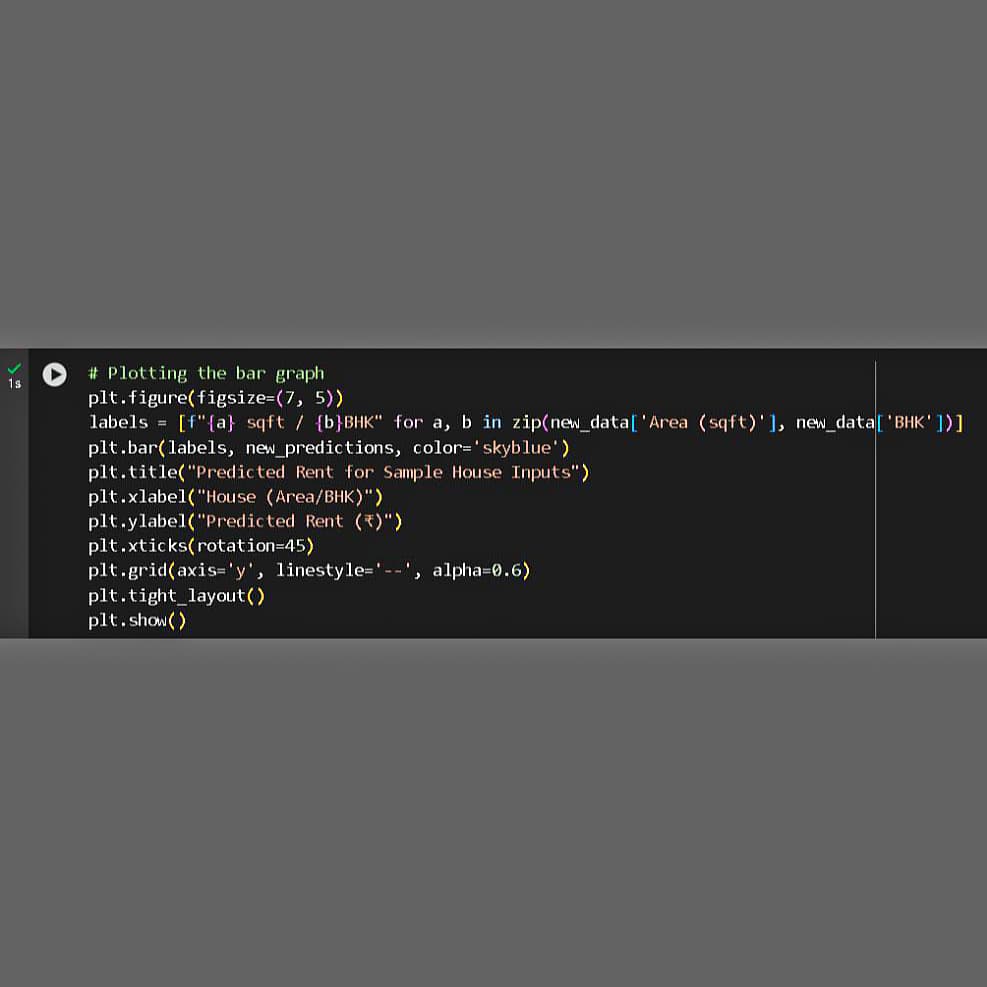 # Plotting the bar graph
1s
plt.figure(figsize=(7, 5))
labels = [f"{a} sqft / {b}BHK" for a, b in zip(new_data['Area (sqft)'], new_data['BHK'])]
plt.bar(labels, new_predictions, color='skyblue')
plt.title("Predicted Rent for Sample House Inputs")
plt.xlabel("House (Area/BHK)")
plt.ylabel("Predicted Rent (₹)")
plt.xticks(rotation=45)
plt.grid(axis='y', linestyle='--', alpha=0.6)
plt.tight_layout()
plt.show()